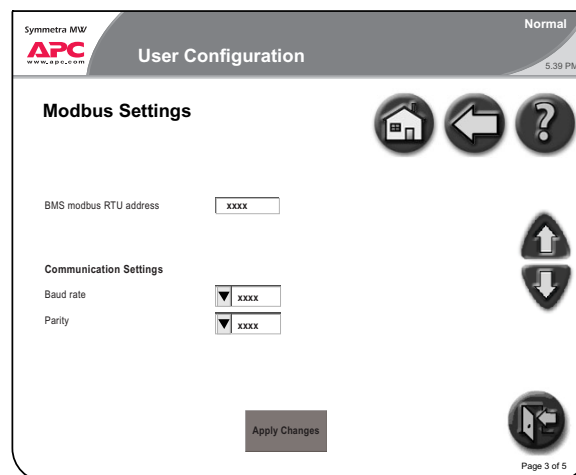 Symmetra MW
APC
www.apc.com
User Configuration
Normal
5.39 PM
Modbus Settings
?
BMS modbus RTU address xxxx
Communication Settings
Baud rate xxxx
Parity xxxx
Apply Changes
Page 3 of 5